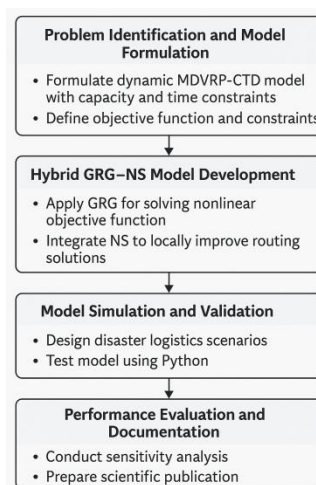 Problem Identification and Model
Formulation
• Formulate dynamic MDVRP-CTD model
with capacity and time constraints
• Define objective function and constraints
Hybrid GRG–NS Model Development
• Apply GRG for solving nonlinear
objective function
• Integrate NS to locally improve routing
solutions
Model Simulation and Validation
• Design disaster logistics scenarios
• Test model using Python
Performance Evaluation and
Documentation
• Conduct sensitivity analysis
• Prepare scientific publication